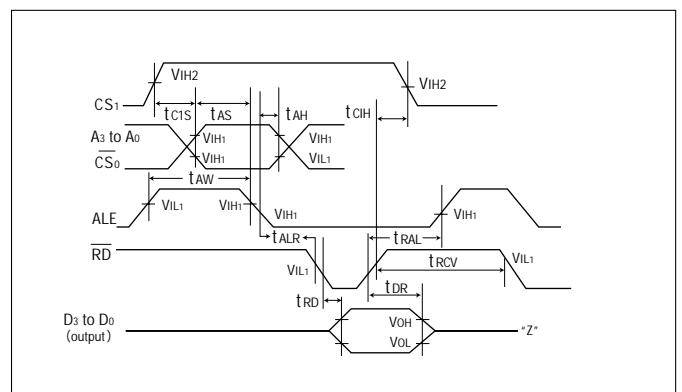 VIH2
VIH2
CS1
tC1S tAS tAH tCIH
A3 to A0
VIH1 VIH1
CS0
VIH1 VIL1
tAW
ALE
VIL1 VIH1 VIH1 VIH1
tALR tRAL
RD
VIL1 tRCV VIL1
tRD tDR
D3 to D0
(output)
VOH
VOL
"Z"